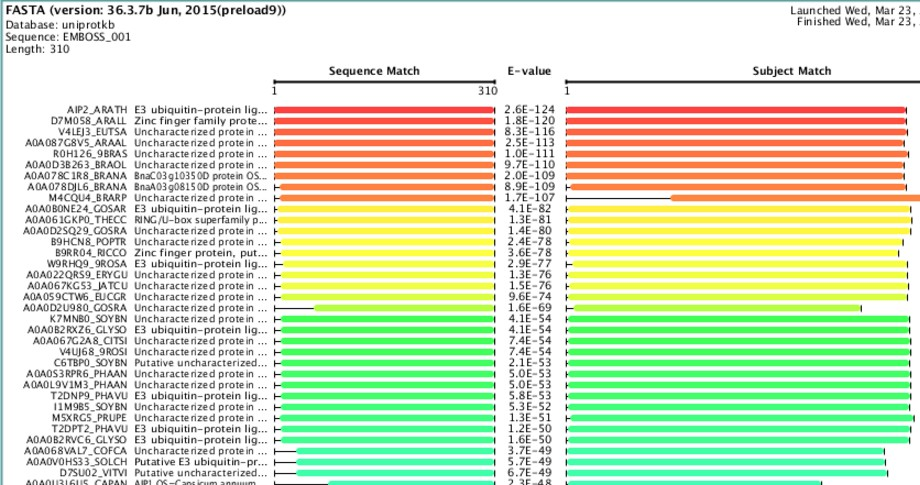 FASTA (version: 36.3.7b Jun, 2015(preload9))
Launched Wed, Mar 23,
Database: uniprotkb
Finished Wed, Mar 23,
Sequence: EMBOSS_001
Length: 310
Sequence Match E-value Subject Match
1 310 1
AIP2_ARATH E3 ubiquitin-protein lig... 2.6E-124
D7M058_ARALL Zinc finger family prote... 1.8E-120
V4LEJ3_EUTSA Uncharacterized protein ... 8.3E-116
A0A087G8V5_ARAAL Uncharacterized protein ... 2.5E-113
R0H126_9BRAS Uncharacterized protein ... 1.0E-111
A0A0D3B263_BRAOL Uncharacterized protein ... 9.7E-110
A0A078C1R8_BRANA BnaC03g10350D protein OS... 2.0E-109
A0A078DJL6_BRANA BnaA03g08150D protein OS... 8.9E-109
M4CQU4_BRARP Uncharacterized protein ... 1.7E-107
A0A0B0NE24_GOSAR E3 ubiquitin-protein lig... 4.1E-82
A0A061GKP0_THECC RING/U-box superfamily p... 1.3E-81
A0A0D2SQ29_GOSRA Uncharacterized protein ... 1.4E-80
B9HCN8_POPTR Uncharacterized protein ... 2.4E-78
B9RR04_RICCO Zinc finger protein, put... 3.6E-78
W9RHQ9_9ROSA E3 ubiquitin-protein lig... 2.9E-77
A0A022QRS9_ERYGU Uncharacterized protein ... 1.3E-76
A0A067KG53_JATCU Uncharacterized protein ... 1.5E-76
A0A059CTW6_EUCGR Uncharacterized protein ... 9.6E-74
A0A0D2U980_GOSRA Uncharacterized protein ... 1.6E-69
K7MNB0_SOYBN Uncharacterized protein ... 4.1E-54
A0A0B2RXZ6_GLYSO E3 ubiquitin-protein lig... 4.1E-54
A0A067G2A8_CITSI Uncharacterized protein ... 7.4E-54
V4UJ68_9ROSI Uncharacterized protein ... 7.4E-54
C6TBP0_SOYBN Putative uncharacterized... 2.1E-53
A0A0S3RPR6_PHAAN Uncharacterized protein ... 5.0E-53
A0A0L9V1M3_PHAAN Uncharacterized protein ... 5.0E-53
T2DNP9_PHAVU E3 ubiquitin-protein lig... 5.8E-53
I1M9B5_SOYBN Uncharacterized protein ... 5.3E-52
M5XRG5_PRUPE Uncharacterized protein ... 1.3E-51
T2DPT2_PHAVU E3 ubiquitin-protein lig... 1.2E-50
A0A0B2RVC6_GLYSO E3 ubiquitin-protein lig... 1.6E-50
A0A068VAL7_COFCA Uncharacterized protein ... 3.7E-49
A0A0V0HS33_SOLCH Putative E3 ubiquitin-pr... 5.7E-49
D7SU02_VITVI Putative uncharacterized... 6.7E-49
AIP1 OS=Capsicum annuum 2.3E-48